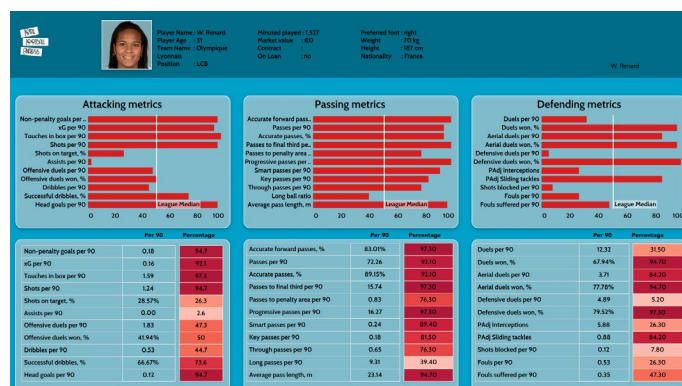 Player Name : W. Renard
Player Age : 31
Team Name : Olympique
Lyonnais
Position : LCB
Minuted played : 1,527
Market value : €0
Contract :
On Loan : no
Preferred foot : right
Weight : 70 kg
Height : 187 cm
Nationality : France
W. Renard
Attacking metrics
Non-penalty goals per ..
xG per 90
Touches in box per 90
Shots per 90
Shots on target, %
Assists per 90
Offensive duels per 90
Offensive duels won, %
Dribbles per 90
Successful dribbles, %
Head goals per 90
League Median
0 20 40 60 80 100
Passing metrics
Accurate forward pass..
Passes per 90
Accurate passes, %
Passes to final third pe..
Passes to penalty area ..
Progressive passes per ..
Smart passes per 90
Key passes per 90
Through passes per 90
Long ball ratio
Average pass length, m
League Median
0 20 40 60 80 100
Defending metrics
Duels per 90
Duels won, %
Aerial duels per 90
Aerial duels won, %
Defensive duels per 90
Defensive duels won, %
PAdj Interceptions
PAdj Sliding tackles
Shots blocked per 90
Fouls per 90
Fouls suffered per 90
League Median
0 20 40 60 80 100
Per 90 Percentage
Non-penalty goals per 90 0.18 94.7
xG per 90 0.16 92.1
Touches in box per 90 1.59 97.3
Shots per 90 1.24 94.7
Shots on target, % 28.57% 26.3
Assists per 90 0.00 2.6
Offensive duels per 90 1.83 47.3
Offensive duels won, % 41.94% 50
Dribbles per 90 0.53 44.7
Successful dribbles, % 66.67% 73.6
Head goals per 90 0.12 94.7
Per 90 Percentage
Accurate forward passes, % 83.01% 97.30
Passes per 90 72.26 92.10
Accurate passes, % 89.15% 92.10
Passes to final third per 90 15.74 97.30
Passes to penalty area per 90 0.83 76.30
Progressive passes per 90 16.27 97.30
Smart passes per 90 0.24 89.40
Key passes per 90 0.18 81.50
Through passes per 90 0.65 76.30
Long passes per 90 9.31 39.40
Average pass length, m 23.14 94.70
Per 90 Percentage
Duels per 90 12.32 31.50
Duels won, % 67.94% 94.70
Aerial duels per 90 3.71 84.20
Aerial duels won, % 77.78% 94.70
Defensive duels per 90 4.89 5.20
Defensive duels won, % 79.52% 97.30
PAdj Interceptions 5.88 26.30
PAdj Sliding tackles 0.88 84.20
Shots blocked per 90 0.12 7.80
Fouls per 90 0.53 26.30
Fouls suffered per 90 0.35 47.30